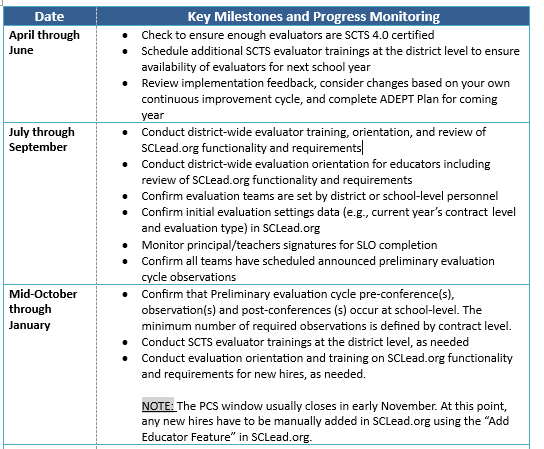 Date Key Milestones and Progress Monitoring
April through
June
• Check to ensure enough evaluators are SCTS 4.0 certified
• Schedule additional SCTS evaluator trainings at the district level to ensure
availability of evaluators for next school year
• Review implementation feedback, consider changes based on your own
continuous improvement cycle, and complete ADEPT Plan for coming
year
July through
September
• Conduct district-wide evaluator training, orientation, and review of
SCLead.org functionality and requirements
• Conduct district-wide evaluation orientation for educators including
review of SCLead.org functionality and requirements
• Confirm evaluation teams are set by district or school-level personnel
• Confirm initial evaluation settings data (e.g., current year's contract level
and evaluation type) in SCLead.org
• Monitor principal/teachers signatures for SLO completion
• Confirm all teams have scheduled announced preliminary evaluation
cycle observations
Mid-October
through
January
• Confirm that Preliminary evaluation cycle pre-conference(s),
observation(s) and post-conferences (s) occur at school-level. The
minimum number of required observations is defined by contract level.
• Conduct SCTS evaluator trainings at the district level, as needed
• Conduct evaluation orientation and training on SCLead.org functionality
and requirements for new hires, as needed.
NOTE: The PCS window usually closes in early November. At this point,
any new hires have to be manually added in SCLead.org using the “Add
Educator Feature” in SCLead.org.